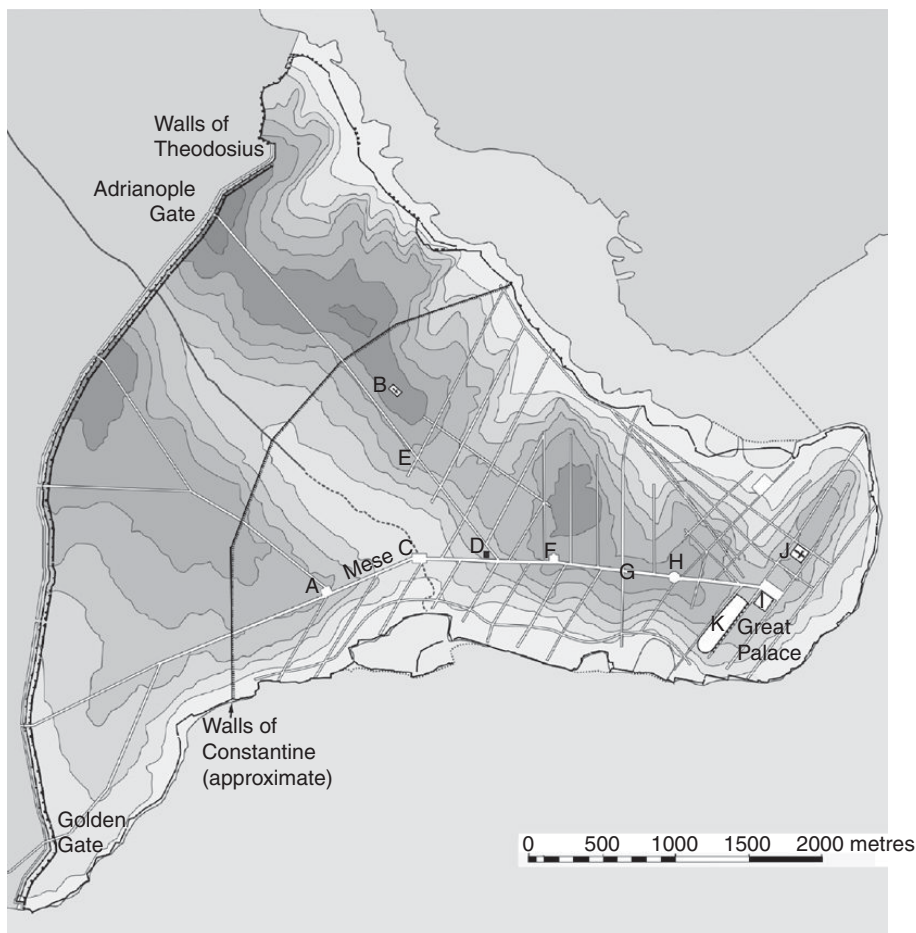 Walls of
Theodosius
Adrianople
Gate
B
E
Mese C
D
F
A
G
H
J
I
K
Great
Palace
Walls of
Constantine
(approximate)
Golden
Gate
0 500 1000 1500 2000 metres